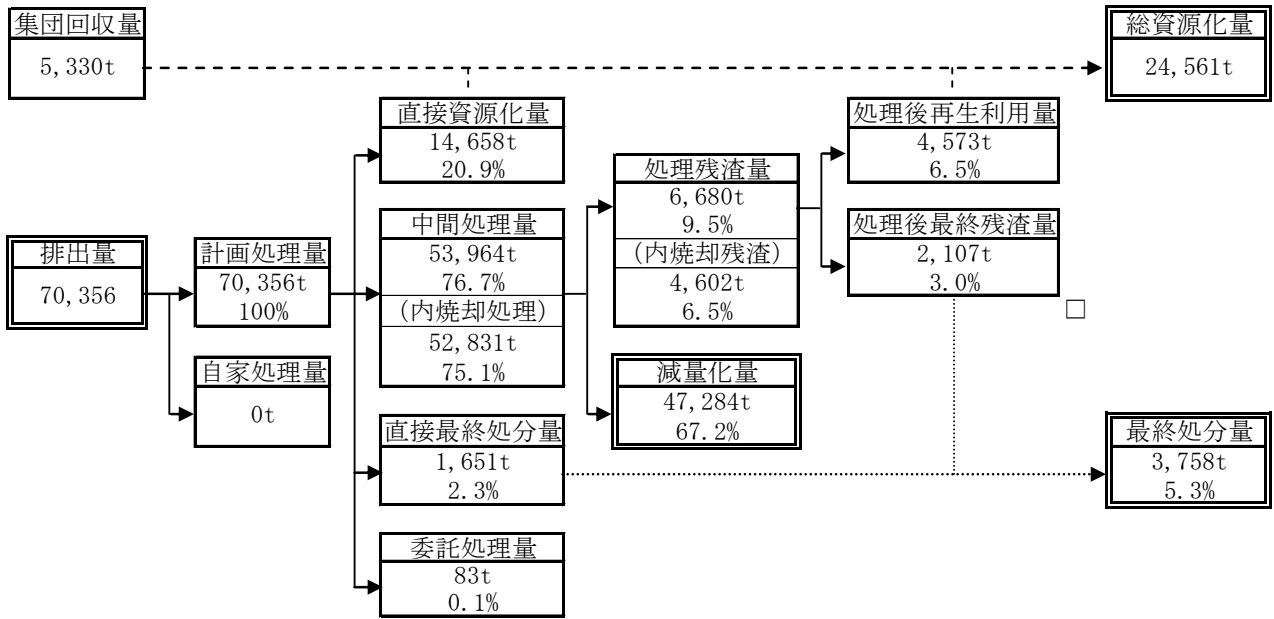 集団回収量
5,330t
総資源化量
24,561t
直接資源化量
14,658t
20.9%
処理後再生利用量
4,573t
6.5%
処理残渣量
6,680t
9.5%
(内焼却残渣)
4,602t
6.5%
中間処理量
53,964t
76.7%
(内焼却処理)
52,831t
75.1%
処理後最終残渣量
2,107t
3.0%
排出量
70,356
計画処理量
70,356t
100%
自家処理量
0t
減量化量
47,284t
67.2%
直接最終処分量
1,651t
2.3%
最終処分量
3,758t
5.3%
委託処理量
83t
0.1%